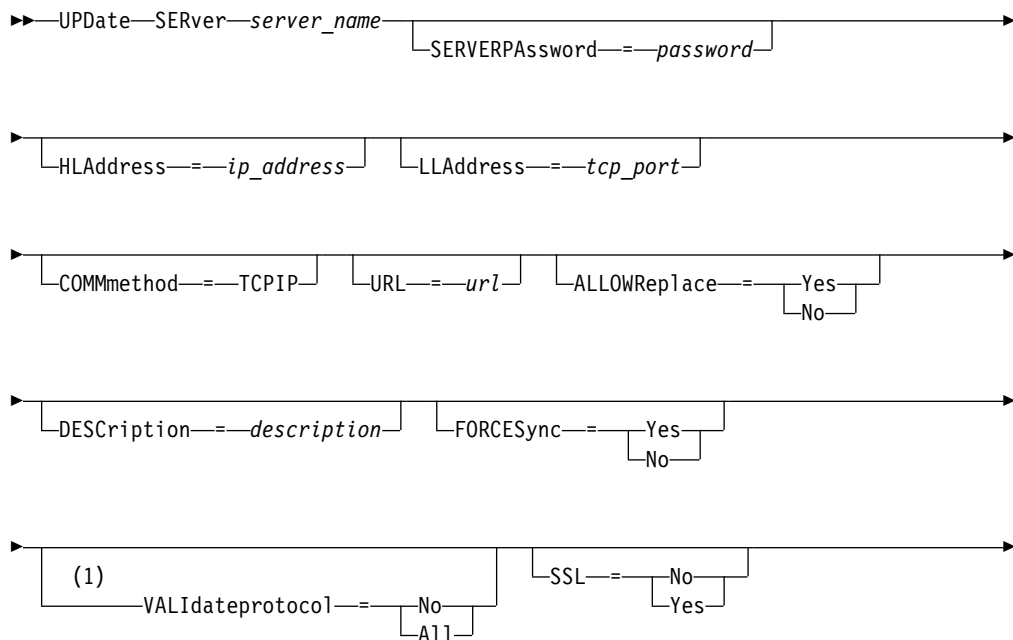 UPDate SERver server_name
SERVERPAssword = password
HLAddress = ip_address LLAddress = tcp_port
COMMmethod = TCPIP URL = url ALLOWReplace = Yes
No
DESCription = description FORCESync = Yes
No
(1)
VALIdateprotocol = No
All
SSL = No
Yes